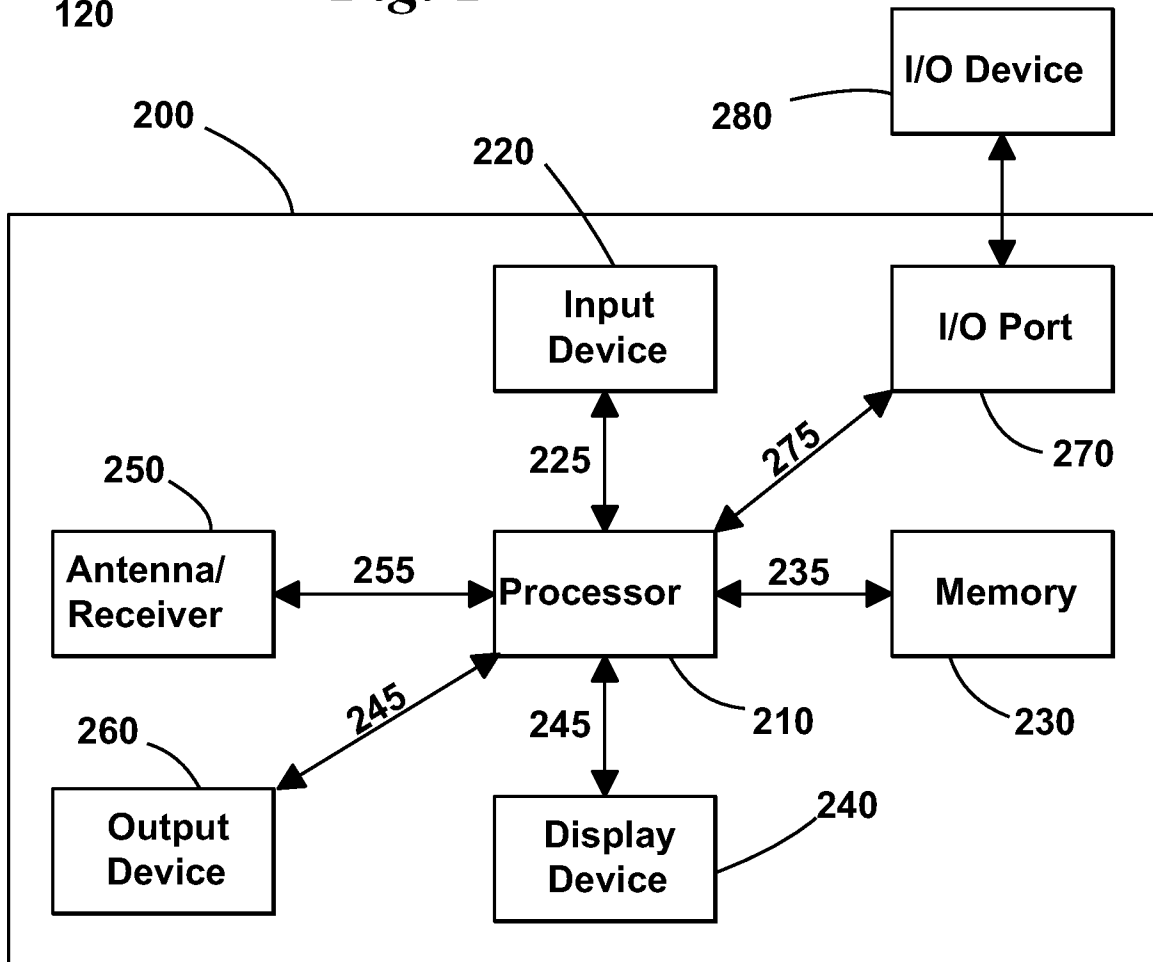 120
I/O Device
280
200
220
Input
Device
I/O Port
225
275
270
250
Antenna/
Receiver
255
Processor
235
Memory
245
245
210
230
260
Output
Device
Display
Device
240